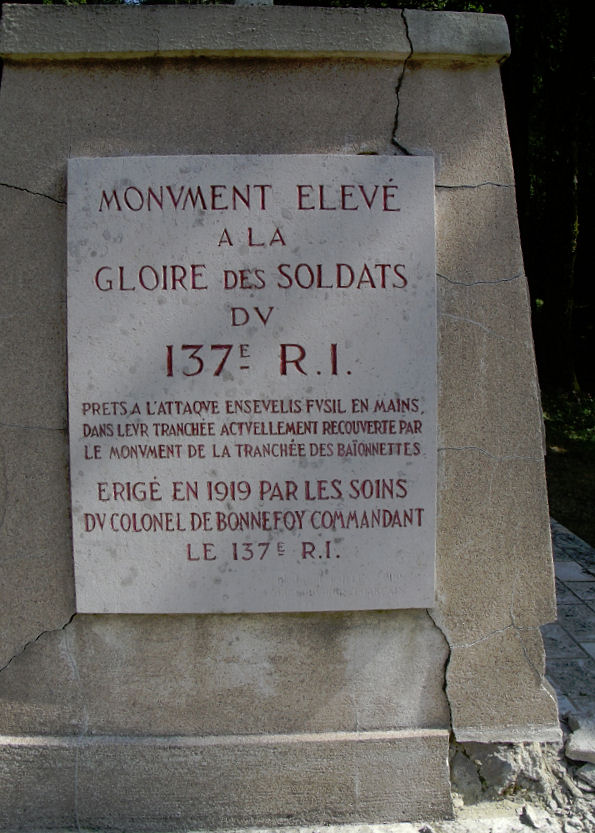 MONVMENT ELEVÉ
A LA
GLOIRE DES SOLDATS
DV
137E R.I.
PRETS A L'ATTAQVE ENSEVELIS FVSIL EN MAINS,
DANS LEVR TRANCHÉE ACTVELLEMENT RECOUVERTE PAR
LE MONVMENT DE LA TRANCHÉE DES BAÏONNETTES
ERIGÉ EN 1919 PAR LES SOINS
DV COLONEL DE BONNEFOY COMMANDANT
LE 137E R.I.